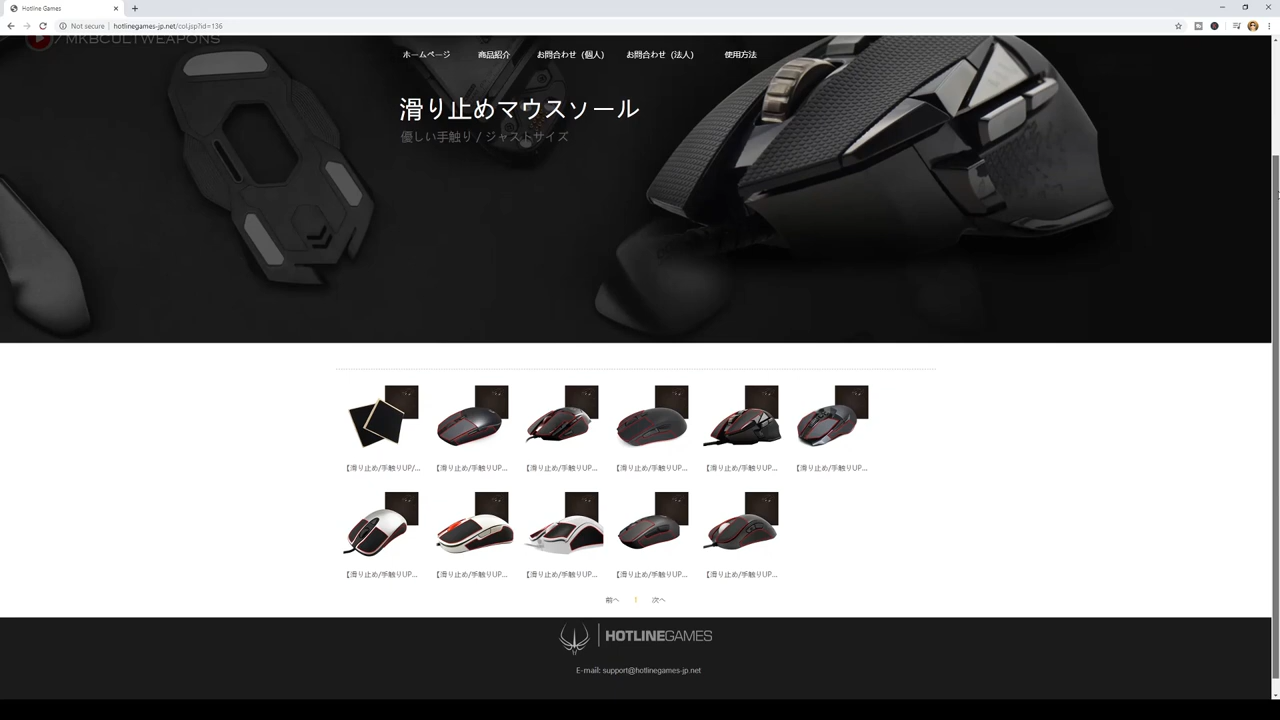 Hotline Games
Not secure | hotlinegames-jp.net/col.jsp?id=136
/ MKBCULTWEAPONS
ホームページ 商品紹介 お問合わせ（個人） お問合わせ（法人） 使用方法
滑り止めマウスソール
優しい手触り / ジャストサイズ
【滑り止め/手触りUP/... 【滑り止め/手触りUP... 【滑り止め/手触りUP... 【滑り止め/手触りUP... 【滑り止め/手触りUP... 【滑り止め/手触りUP...
【滑り止め/手触りUP... 【滑り止め/手触りUP... 【滑り止め/手触りUP... 【滑り止め/手触りUP... 【滑り止め/手触りUP...
前へ 1 次へ
HOTLINEGAMES
E-mail: support@hotlinegames-jp.net